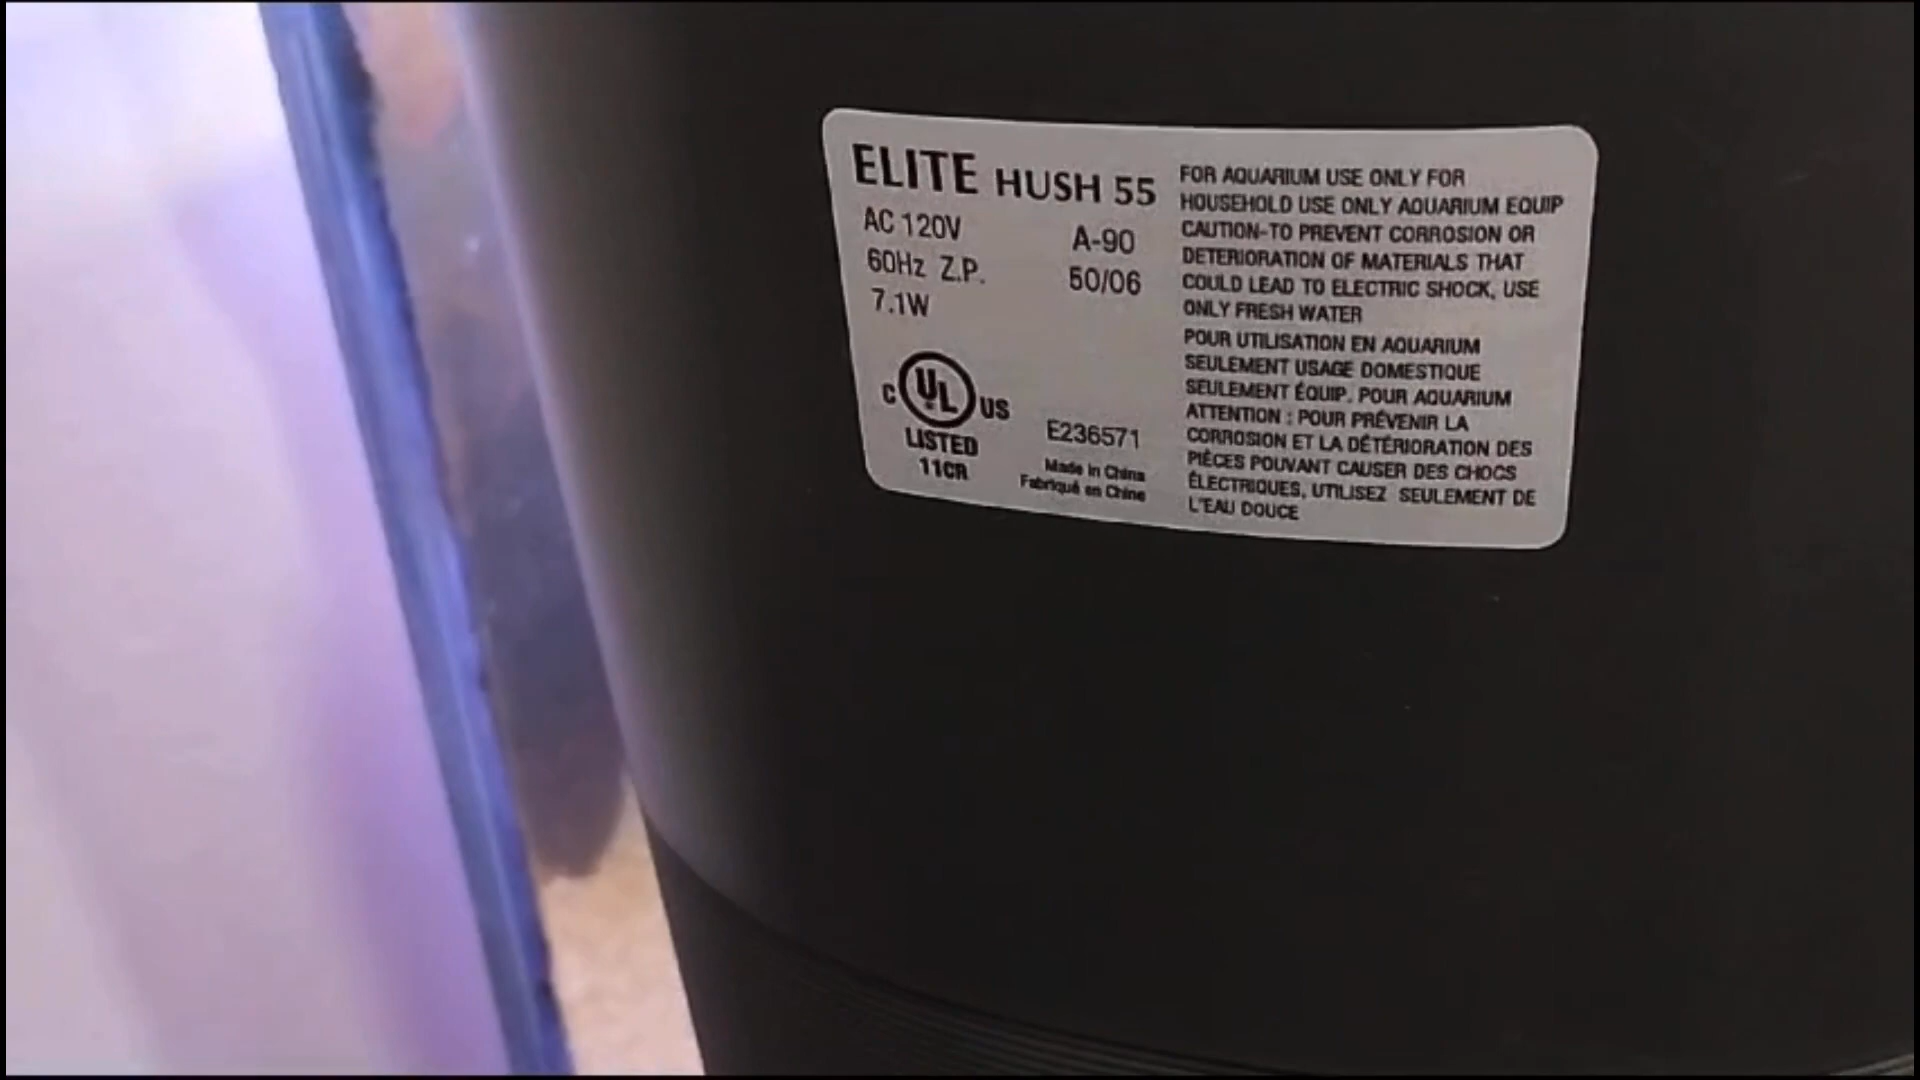 ELITE HUSH 55
AC 120V
A-90
60Hz Z.P.
50/06
7.1W
C UL US
LISTED
11CR
E236571
Made in China
Fabriqué en Chine
FOR AQUARIUM USE ONLY FOR
HOUSEHOLD USE ONLY AQUARIUM EQUIP
CAUTION-TO PREVENT CORROSION OR
DETERIORATION OF MATERIALS THAT
COULD LEAD TO ELECTRIC SHOCK, USE
ONLY FRESH WATER
POUR UTILISATION EN AQUARIUM
SEULEMENT USAGE DOMESTIQUE
SEULEMENT ÉQUIP. POUR AQUARIUM
ATTENTION : POUR PRÉVENIR LA
CORROSION ET LA DÉTÉRIORATION DES
PIÈCES POUVANT CAUSER DES CHOCS
ÉLECTRIQUES, UTILISEZ SEULEMENT DE
L'EAU DOUCE